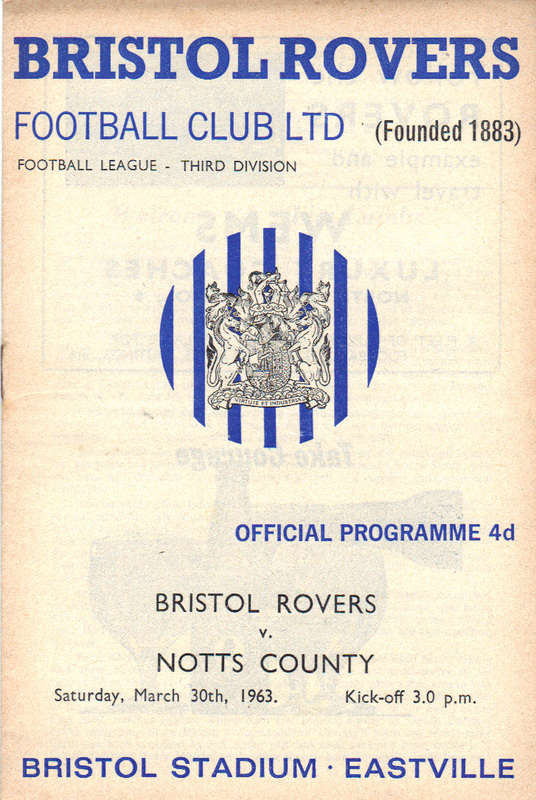 BRISTOL ROVERS
FOOTBALL CLUB LTD (Founded 1883)
FOOTBALL LEAGUE - THIRD DIVISION
VIRTUTE ET INDUSTRIA
OFFICIAL PROGRAMME 4d
BRISTOL ROVERS
v.
NOTTS COUNTY
Saturday, March 30th, 1963. Kick-off 3.0 p.m.
BRISTOL STADIUM · EASTVILLE